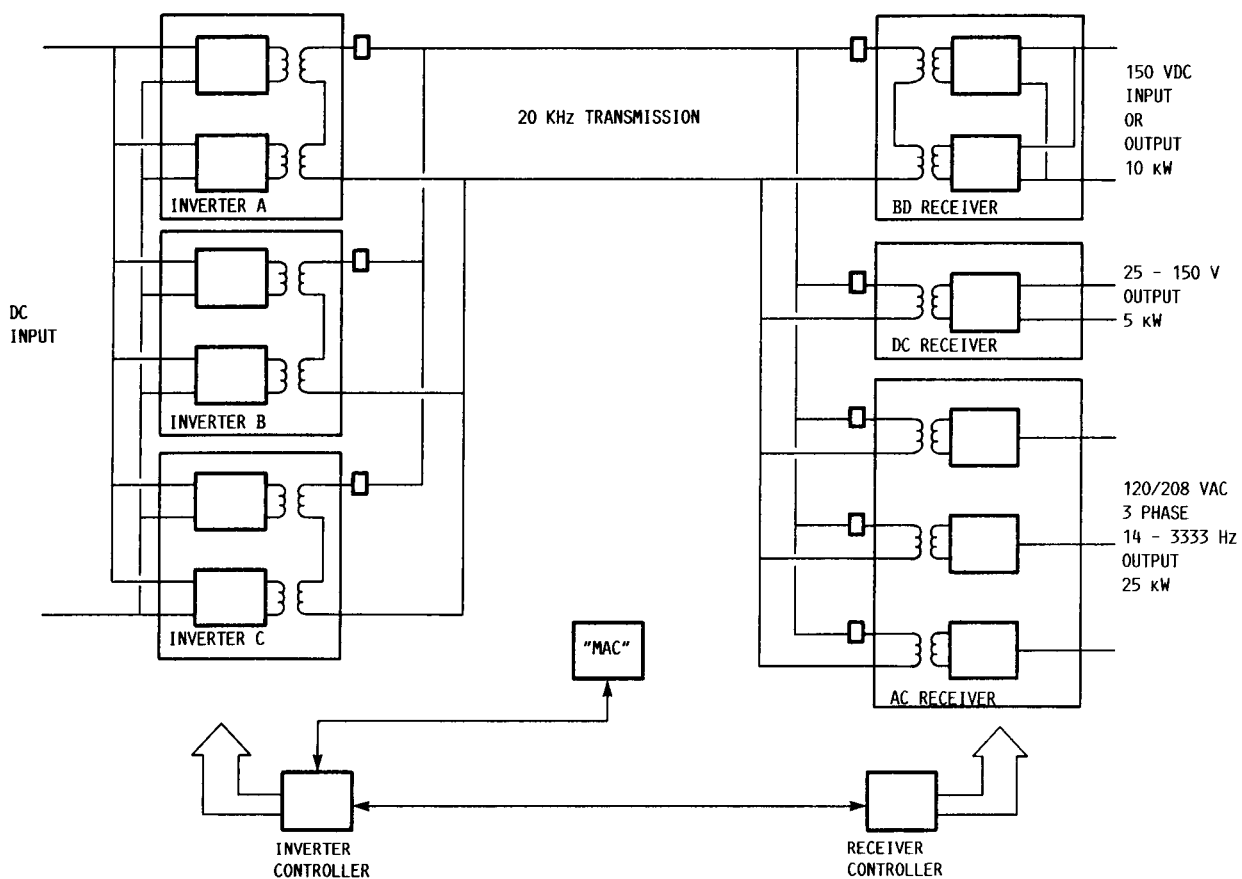 INVERTER A
INVERTER B
INVERTER C
DC
INPUT
20 KHz TRANSMISSION
BD RECEIVER
150 VDC
INPUT
OR
OUTPUT
10 KW
DC RECEIVER
25 - 150 V
OUTPUT
5 KW
AC RECEIVER
120/208 VAC
3 PHASE
14 - 3333 Hz
OUTPUT
25 KW
"MAC"
INVERTER
CONTROLLER
RECEIVER
CONTROLLER